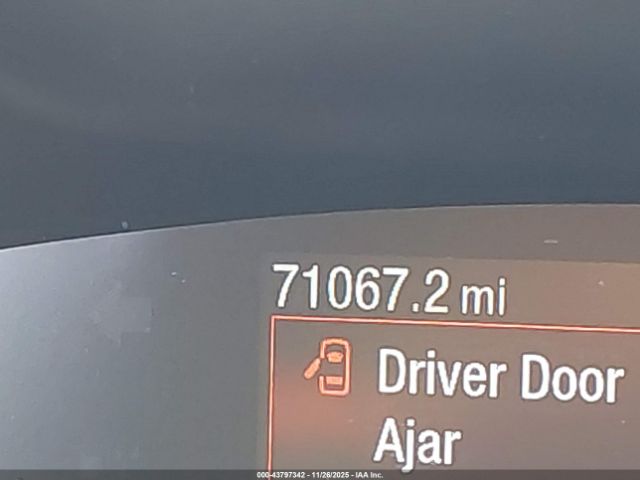 71067.2 mi
Driver Door
Ajar
000-43797342 - 11/26/2025 - IAA Inc.